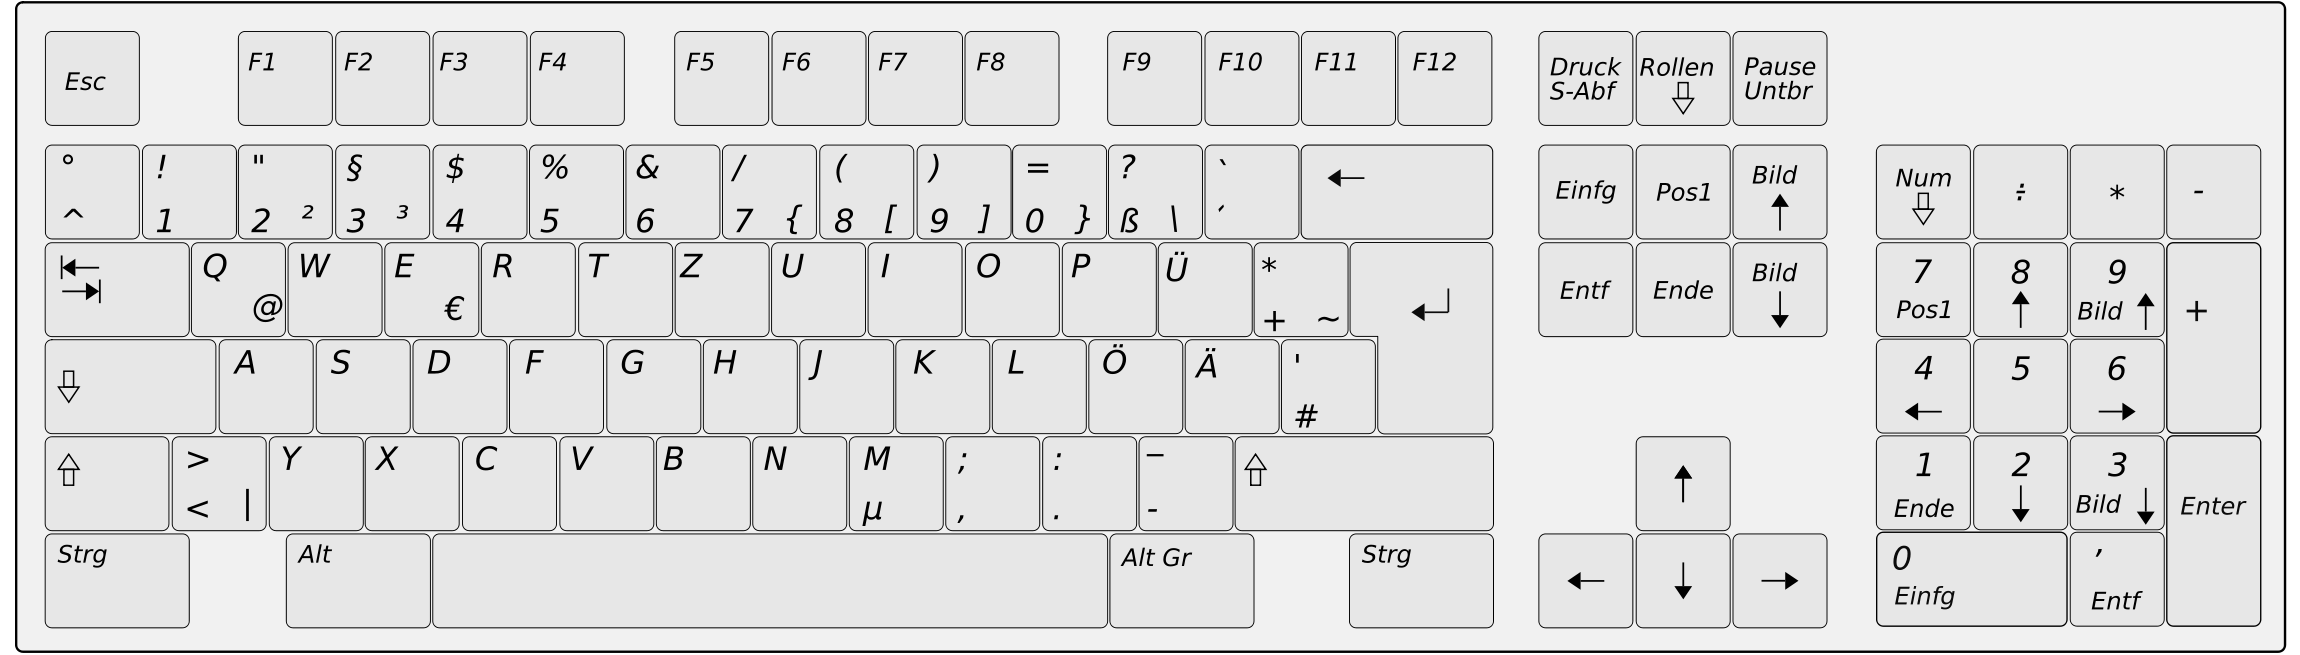 Esc F1 F2 F3 F4 F5 F6 F7 F8 F9 F10 F11 F12 Druck Rollen Pause
S-Abf Untbr
° ! " § $ % & / ( ) = ? ` ← Einfg Pos1 Bild ↑ Num ÷ * -
^ 1 2 ² 3 ³ 4 5 6 7 { 8 [ 9 ] 0 } ß \ ´
Q W E R T Z U I O P Ü * Entf Ende Bild ↓ 7 8 9 +
@ € + ~ Pos1 ↑ Bild ↑
A S D F G H J K L Ö Ä ' 4 5 6
# ← →
> Y X C V B N M ; : _ ↑ 1 2 3 Enter
< | µ , . - Ende ↓ Bild ↓
Strg Alt Alt Gr Strg ← ↓ → 0 ,
Einfg Entf